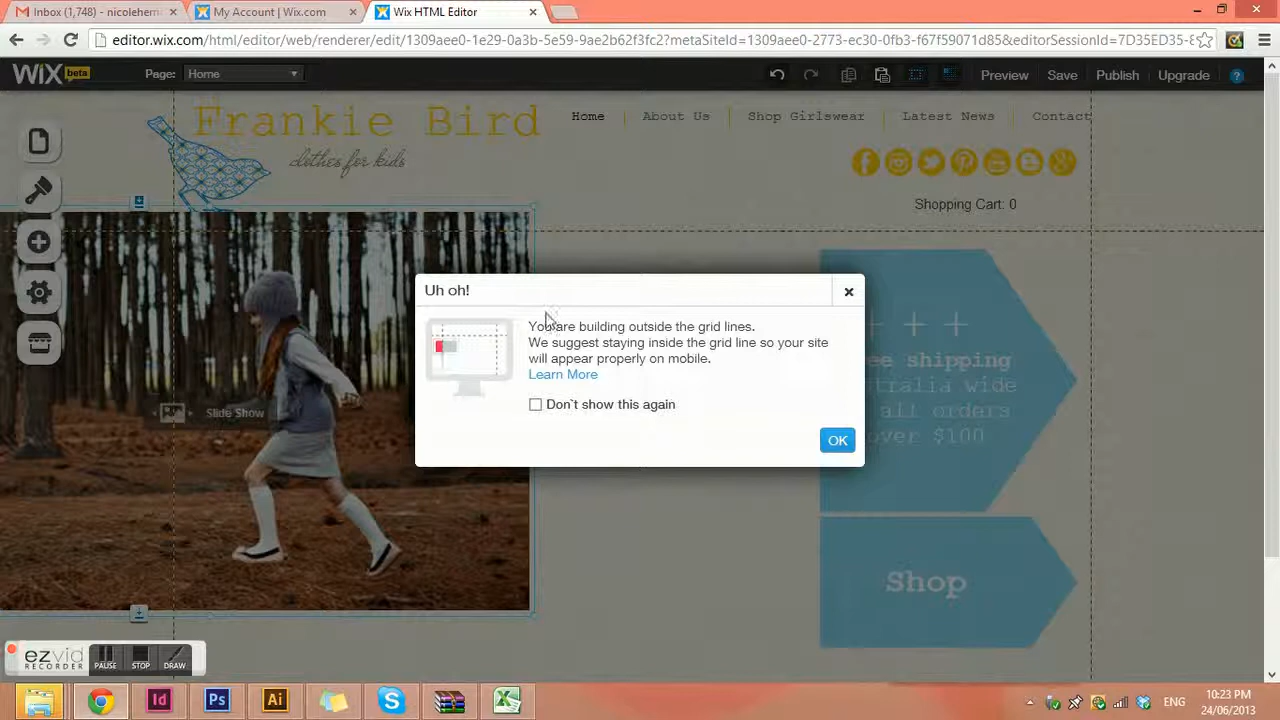 Inbox (1,748) - nicoleherri
My Account | Wix.com
Wix HTML Editor
editor.wix.com/html/editor/web/renderer/edit/1309aee0-1e29-0a3b-5e59-9ae2b62f3fc2?metaSiteId=1309aee0-2773-ec30-0fb3-f67f59071d85&editorSessionId=7D35ED35-E
WiX beta
Page: Home
Preview Save Publish Upgrade ?
Frankie Bird
clothes for kids
Home About Us Shop Girlswear Latest News Contact
Shopping Cart: 0
Uh oh!
You are building outside the grid lines.
We suggest staying inside the grid line so your site
will appear properly on mobile.
Learn More
Don`t show this again
OK
+ + +
ee shipping
ustralia wide
all orders
over $100
Slide Show
Shop
ezvid
RECORDER
PAUSE STOP DRAW
Id Ps Ai
ENG
10:23 PM
24/06/2013